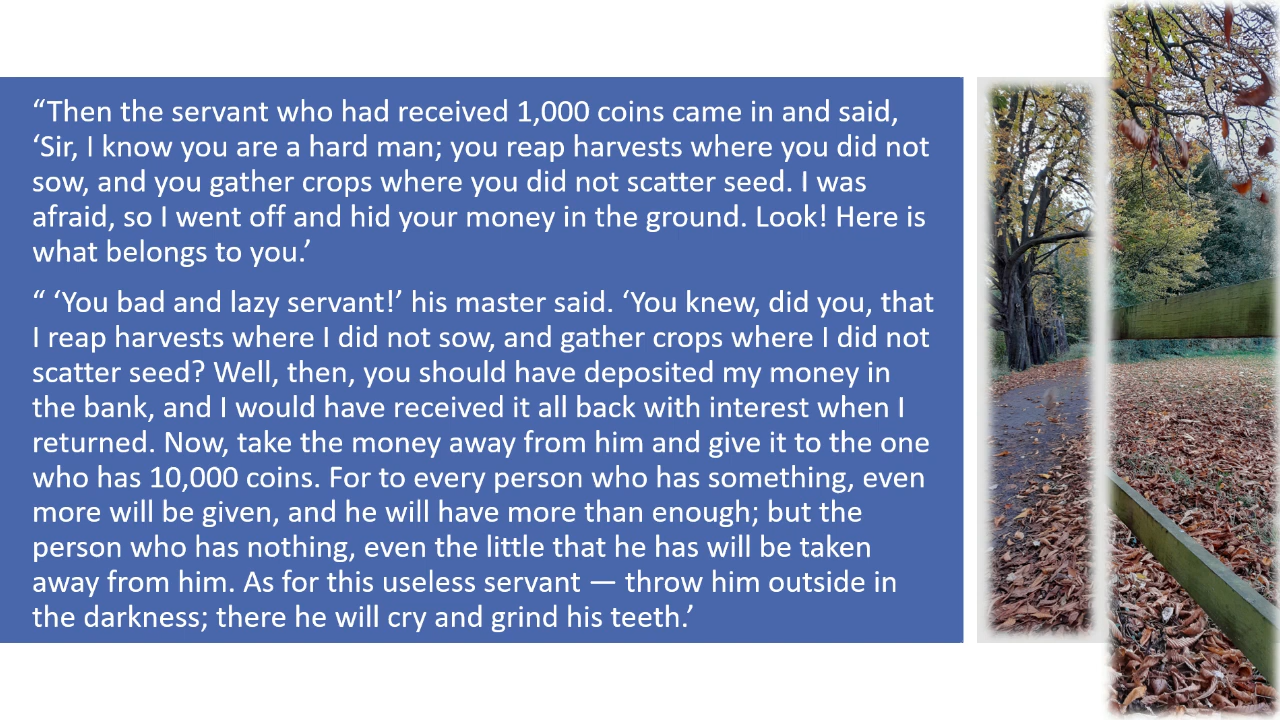 “Then the servant who had received 1,000 coins came in and said,
‘Sir, I know you are a hard man; you reap harvests where you did not
sow, and you gather crops where you did not scatter seed. I was
afraid, so I went off and hid your money in the ground. Look! Here is
what belongs to you.’
“ ‘You bad and lazy servant!’ his master said. ‘You knew, did you, that
I reap harvests where I did not sow, and gather crops where I did not
scatter seed? Well, then, you should have deposited my money in
the bank, and I would have received it all back with interest when I
returned. Now, take the money away from him and give it to the one
who has 10,000 coins. For to every person who has something, even
more will be given, and he will have more than enough; but the
person who has nothing, even the little that he has will be taken
away from him. As for this useless servant — throw him outside in
the darkness; there he will cry and grind his teeth.’